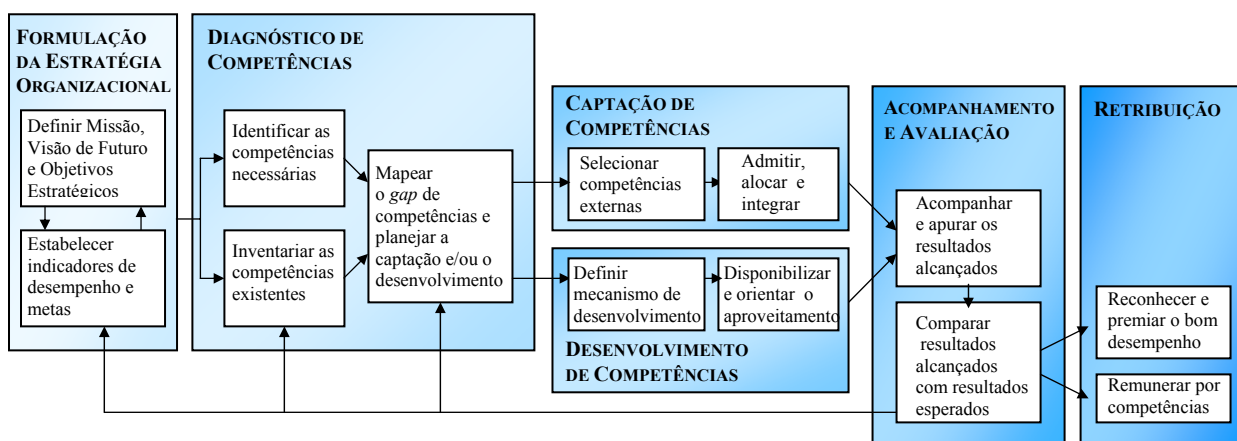 FORMULAÇÃO
DA ESTRATÉGIA
ORGANIZACIONAL
Definir Missão,
Visão de Futuro
e Objetivos
Estratégicos
Estabelecer
indicadores de
desempenho e
metas
DIAGNÓSTICO DE
COMPETÊNCIAS
Identificar as
competências
necessárias
Inventariar as
competências
existentes
Mapear
o gap de
competências e
planejar a
captação e/ou o
desenvolvimento
CAPTAÇÃO DE
COMPETÊNCIAS
Selecionar
competências
externas
Admitir,
alocar e
integrar
Definir
mecanismo de
desenvolvimento
Disponibilizar
e orientar o
aproveitamento
DESENVOLVIMENTO
DE COMPETÊNCIAS
ACOMPANHAMENTO
E AVALIAÇÃO
Acompanhar
e apurar os
resultados
alcançados
Comparar
resultados
alcançados
com resultados
esperados
RETRIBUIÇÃO
Reconhecer e
premiar o bom
desempenho
Remunerar por
competências